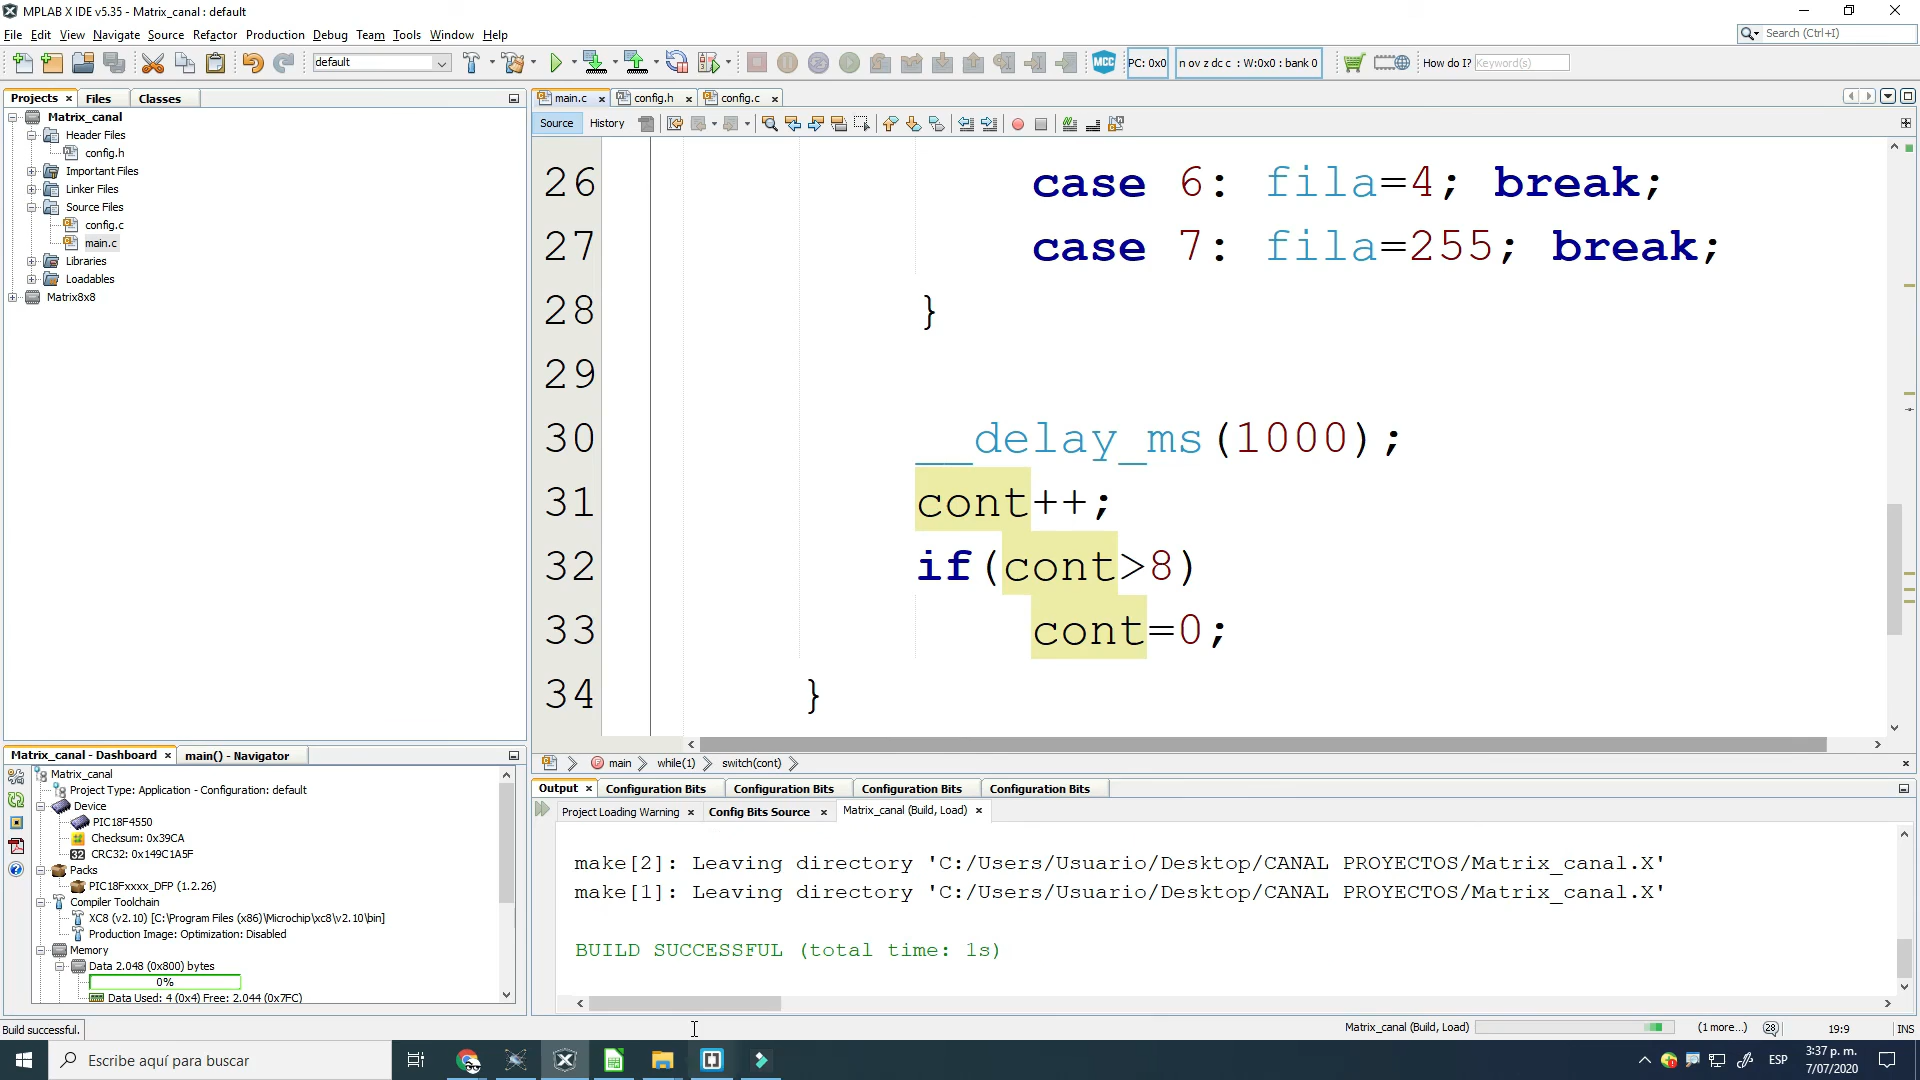 MPLAB X IDE v5.35 - Matrix_canal : default
File Edit View Navigate Source Refactor Production Debug Team Tools Window Help
Search (Ctrl+I)
default
MCC
PC: 0x0
n ov z dc c : W:0x0 : bank 0
How do I? Keyword(s)
Projects Files Classes
Matrix_canal
Header Files
config.h
Important Files
Linker Files
Source Files
config.c
main.c
Libraries
Loadables
Matrix8x8
main.c config.h config.c
Source History
26 case 6: fila=4; break;
27 case 7: fila=255; break;
28 }
29
30 __delay_ms(1000);
31 cont++;
32 if(cont>8)
33 cont=0;
34 }
main while(1) switch(cont)
Matrix_canal - Dashboard main() - Navigator
Matrix_canal
Project Type: Application - Configuration: default
Device
PIC18F4550
Checksum: 0x39CA
32 CRC32: 0x149C1A5F
Packs
PIC18Fxxxx_DFP (1.2.26)
Compiler Toolchain
XC8 (v2.10) [C:\Program Files (x86)\Microchip\xc8\v2.10\bin]
Production Image: Optimization: Disabled
Memory
Data 2.048 (0x800) bytes
0%
Data Used: 4 (0x4) Free: 2.044 (0x7FC)
Output Configuration Bits Configuration Bits Configuration Bits Configuration Bits
Project Loading Warning Config Bits Source Matrix_canal (Build, Load)
make[2]: Leaving directory 'C:/Users/Usuario/Desktop/CANAL PROYECTOS/Matrix_canal.X'
make[1]: Leaving directory 'C:/Users/Usuario/Desktop/CANAL PROYECTOS/Matrix_canal.X'
BUILD SUCCESSFUL (total time: 1s)
Build successful.
Matrix_canal (Build, Load) (1 more...) 28 19:9 INS
Escribe aquí para buscar
ESP
3:37 p. m.
7/07/2020